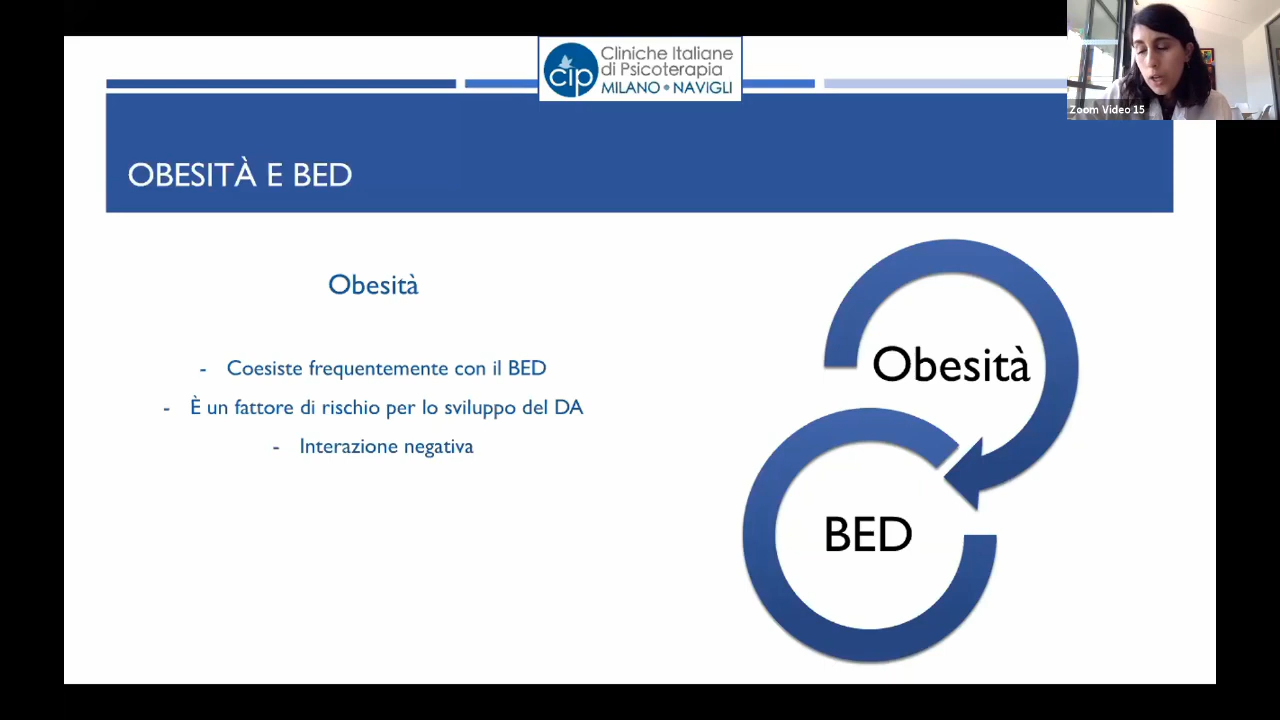 Cliniche Italiane
di Psicoterapia
cip
MILANO • NAVIGLI
Zoom Video 15
OBESITÀ E BED
Obesità
- Coesiste frequentemente con il BED
- È un fattore di rischio per lo sviluppo del DA
- Interazione negativa
Obesità
BED